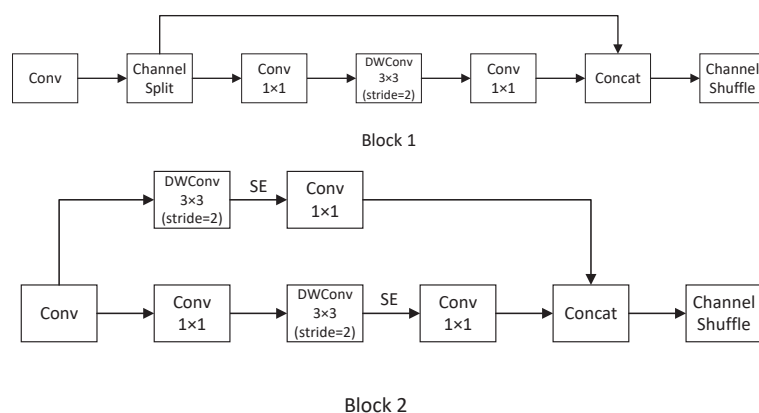 Conv
Channel
Split
Conv
1×1
DWConv
3×3
(stride=2)
Conv
1×1
Concat
Channel
Shuffle
Block 1
DWConv
3×3
(stride=2)
SE
Conv
1×1
Conv
Conv
1×1
DWConv
3×3
(stride=2)
SE
Conv
1×1
Concat
Channel
Shuffle
Block 2